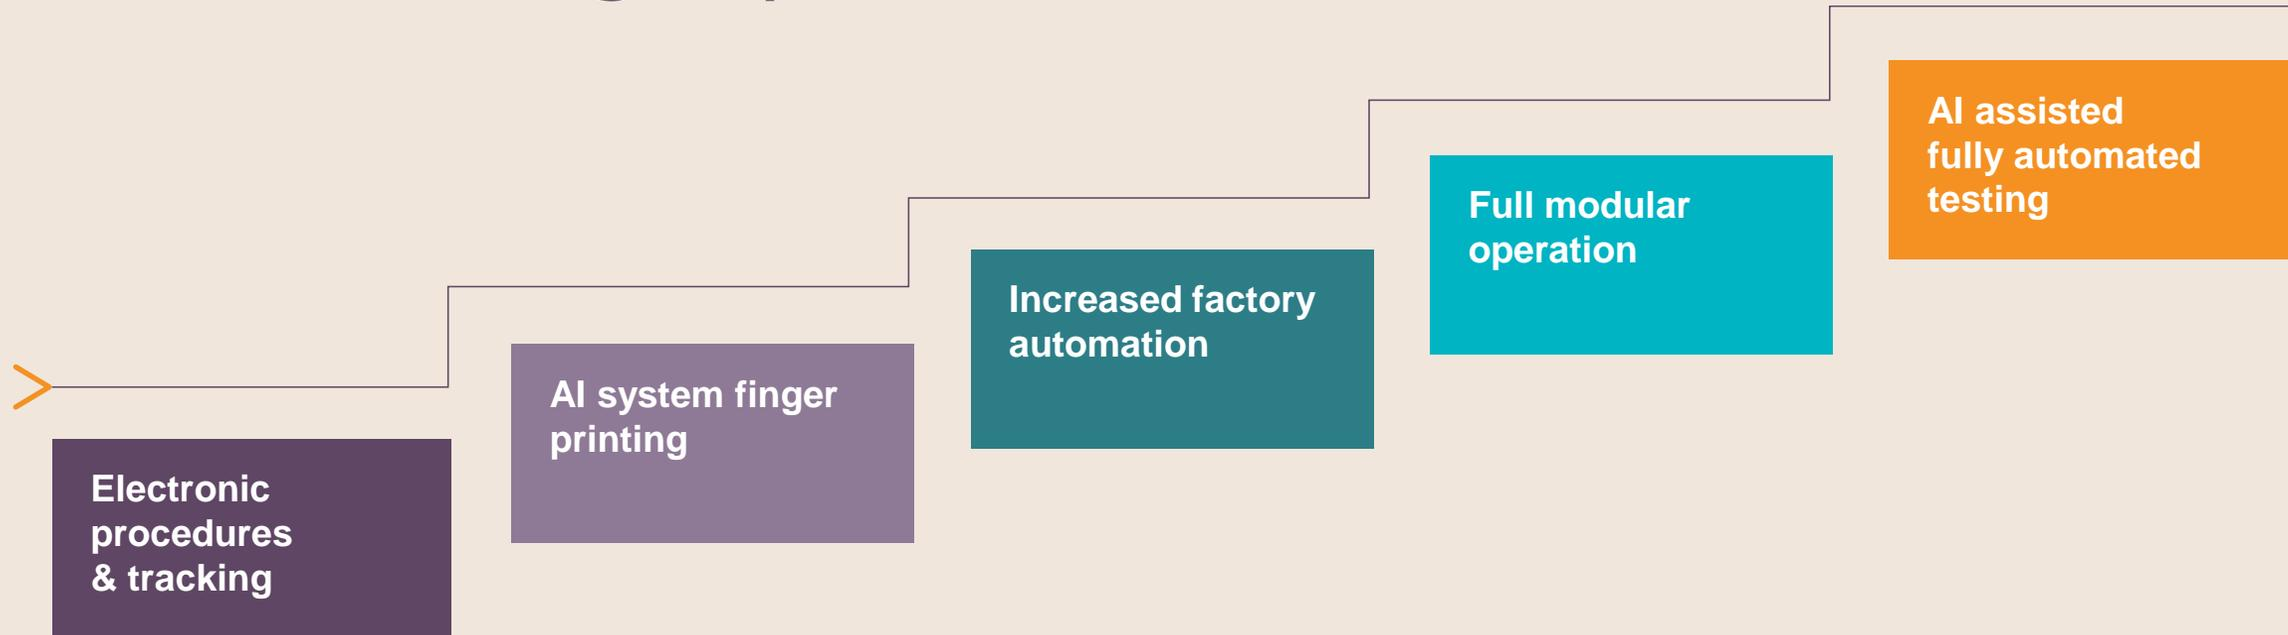 Electronic
procedures
& tracking
AI system finger
printing
Increased factory
automation
Full modular
operation
AI assisted
fully automated
testing